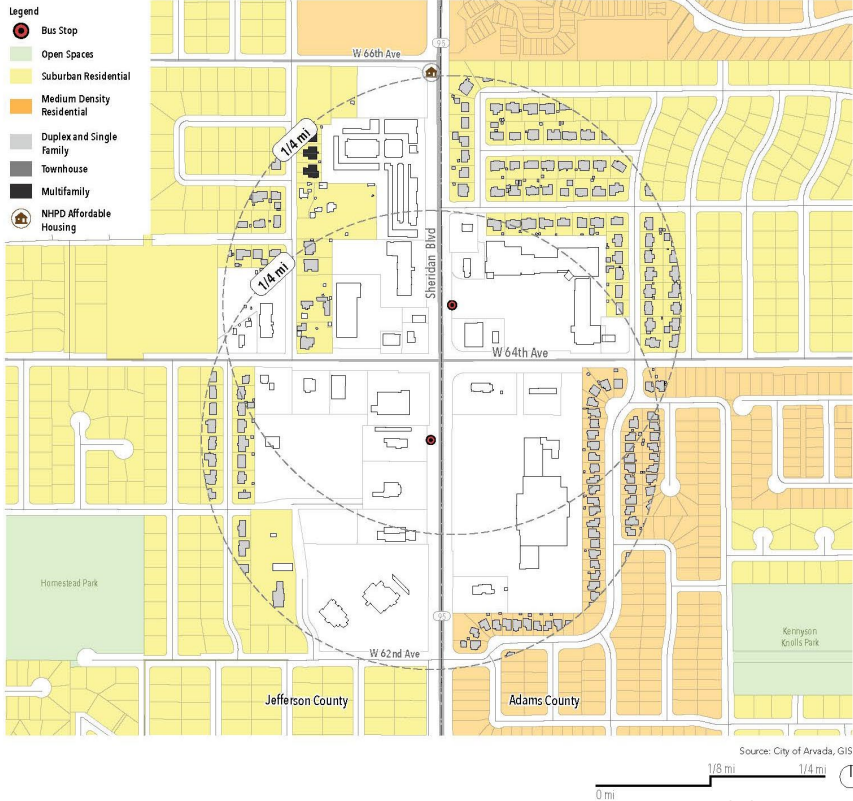 Legend
Bus Stop
Open Spaces
Suburban Residential
Medium Density
Residential
Duplex and Single
Family
Townhouse
Multifamily
NHPD Affordable
Housing
W 66th Ave
95
1/4 mi
1/4 mi
Sheridan Blvd
W 64th Ave
Homestead Park
95
Kennyson
Knolls Park
W 62nd Ave
Jefferson County
Adams County
Source: City of Arvada, GIS
1/8 mi
1/4 mi
0 mi